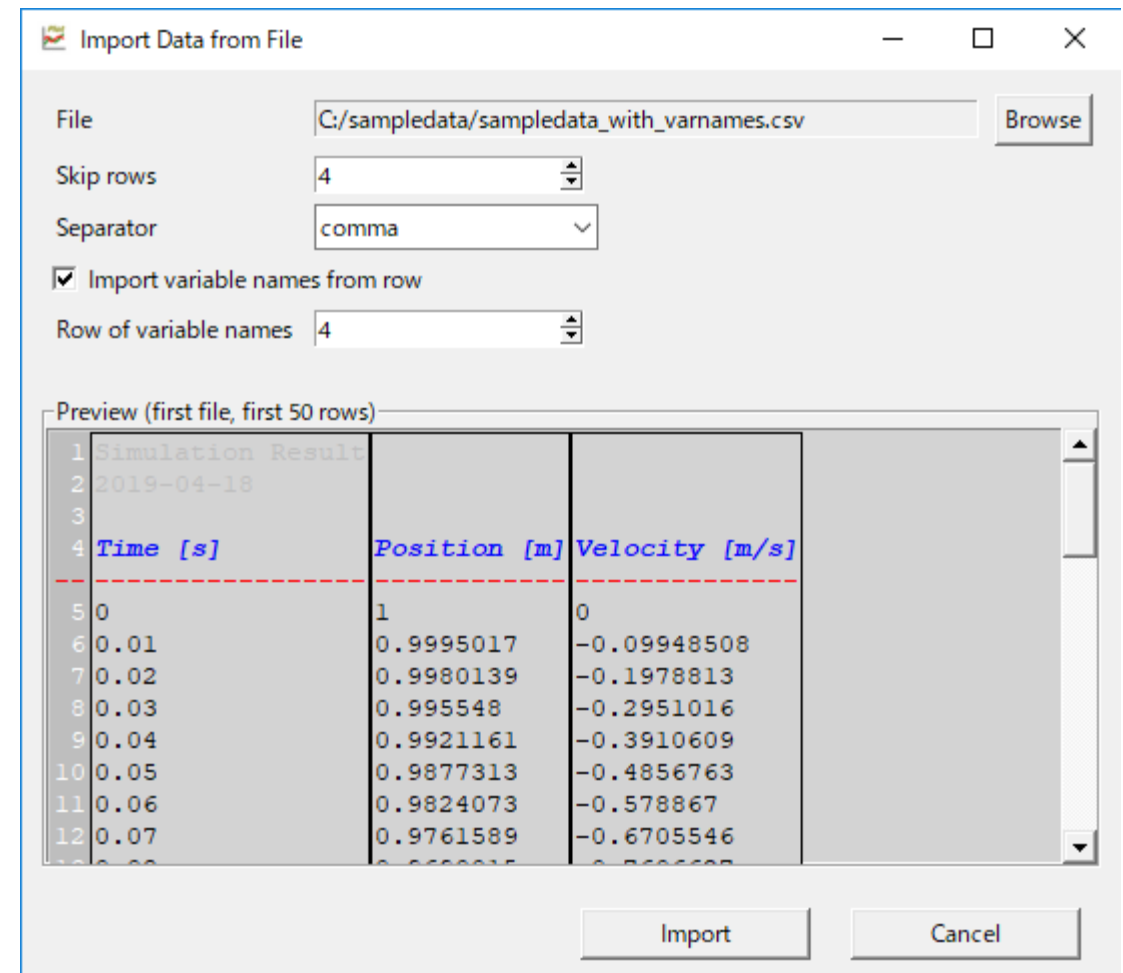 Import Data from File
File C:/sampledata/sampledata_with_varnames.csv Browse
Skip rows 4
Separator comma
Import variable names from row
Row of variable names 4
Preview (first file, first 50 rows)
1 Simulation Result
2 2019-04-18
3
4 Time [s] Position [m] Velocity [m/s]
-- ----------------- ------------ --------------
5 0 1 0
6 0.01 0.9995017 -0.09948508
7 0.02 0.9980139 -0.1978813
8 0.03 0.995548 -0.2951016
9 0.04 0.9921161 -0.3910609
10 0.05 0.9877313 -0.4856763
11 0.06 0.9824073 -0.578867
12 0.07 0.9761589 -0.6705546
Import Cancel